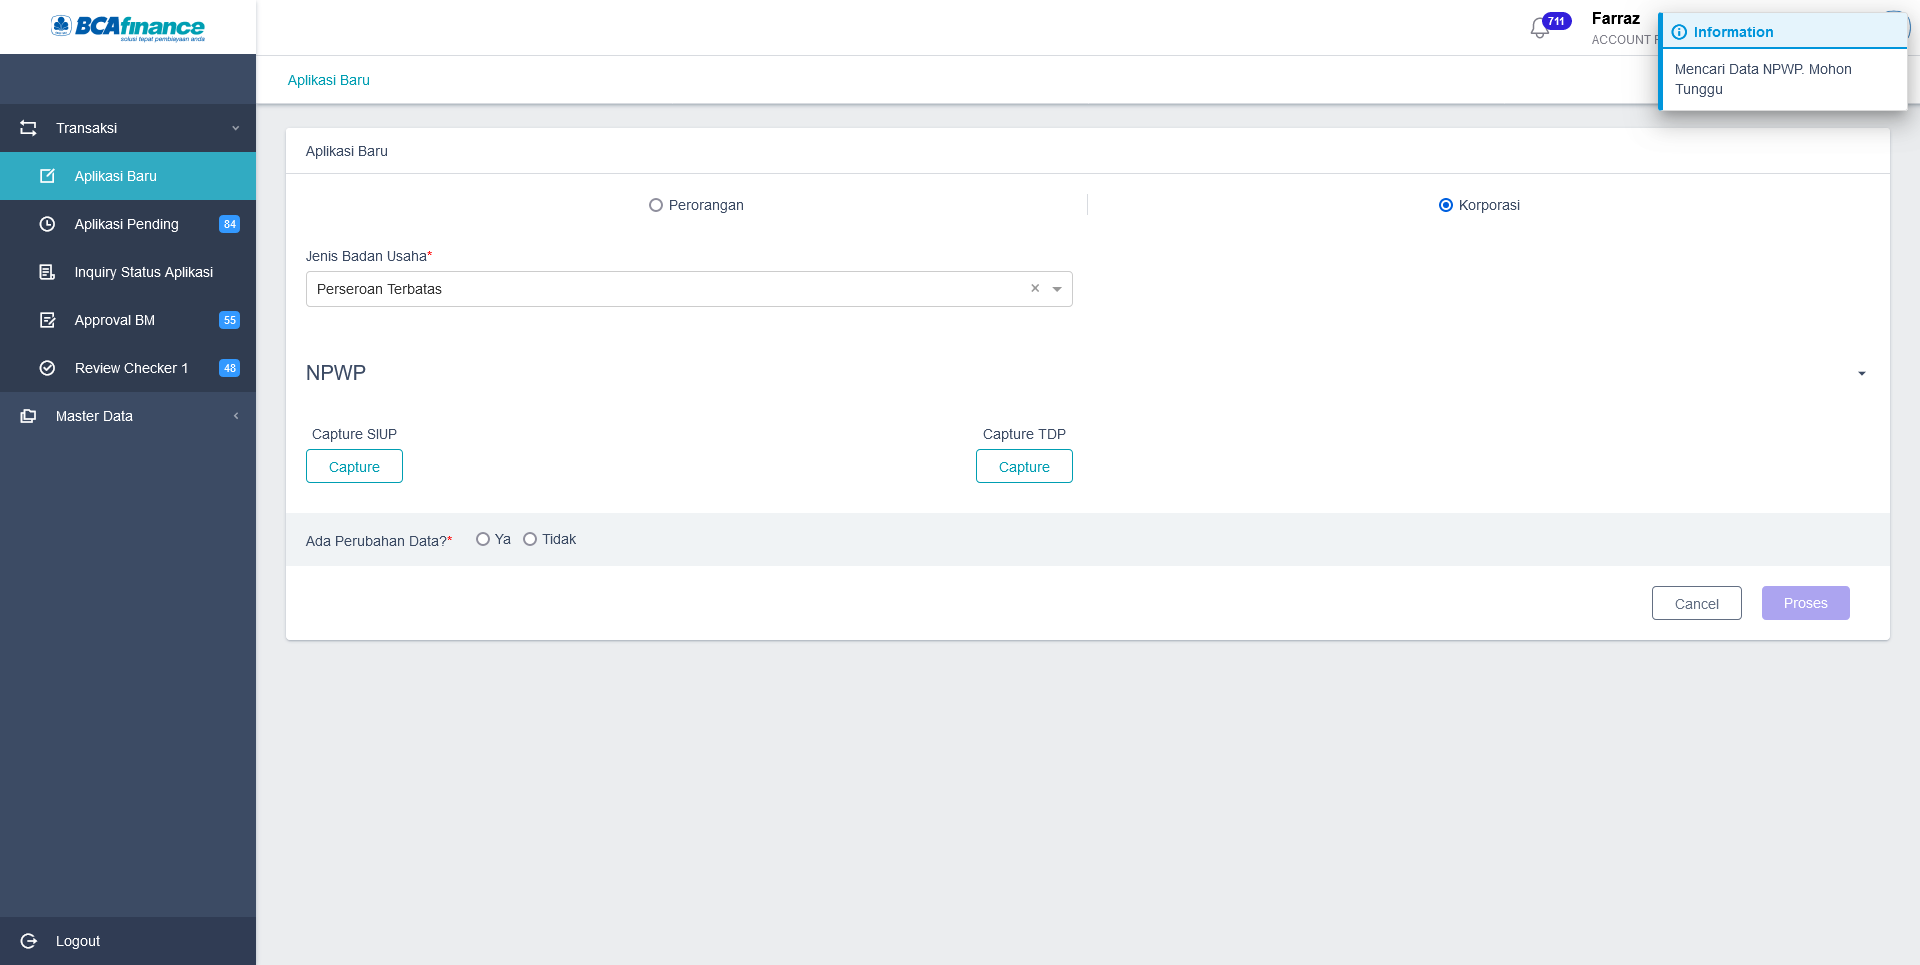 BCAfinance
solusi tepat pembiayaan anda
711
Farraz
ACCOUNT
Information
Mencari Data NPWP. Mohon
Tunggu
Aplikasi Baru
Transaksi
Aplikasi Baru
Aplikasi Pending 84
Inquiry Status Aplikasi
Approval BM 55
Review Checker 1 48
Master Data
Logout
Aplikasi Baru
Perorangan
Korporasi
Jenis Badan Usaha*
Perseroan Terbatas
NPWP
Capture SIUP
Capture
Capture TDP
Capture
Ada Perubahan Data?* Ya Tidak
Cancel
Proses